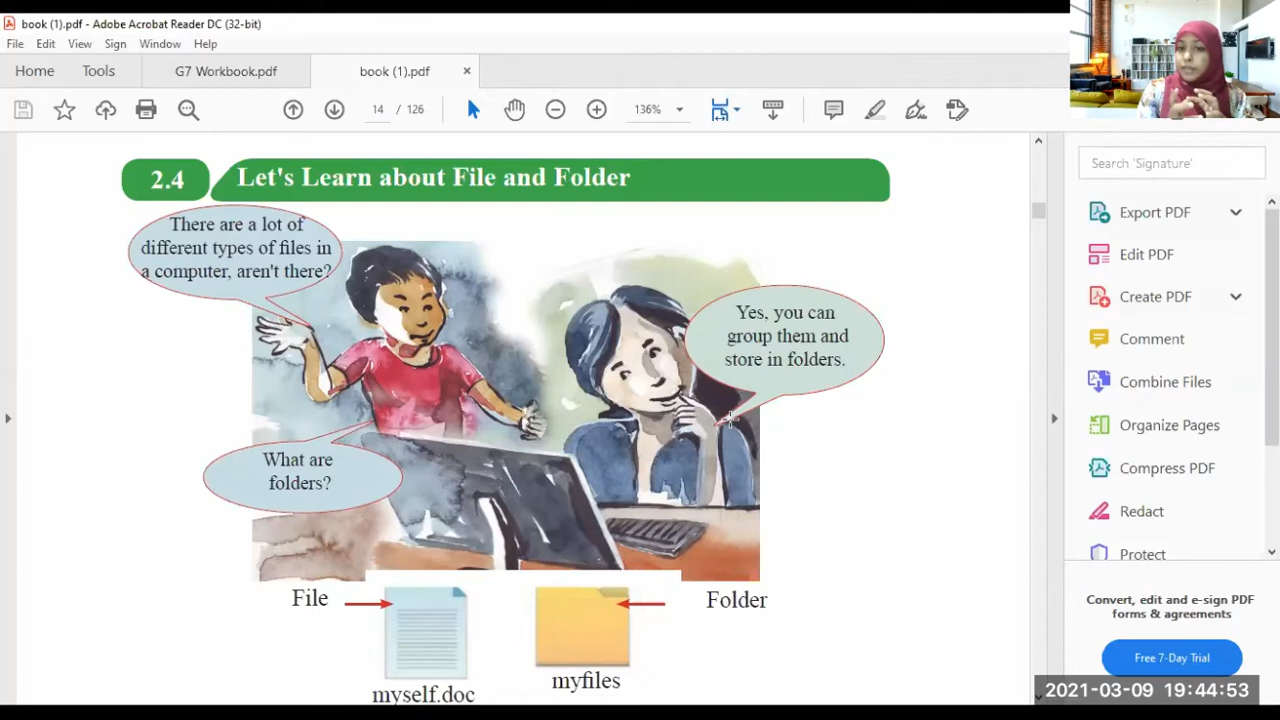 book (1).pdf - Adobe Acrobat Reader DC (32-bit)
File Edit View Sign Window Help
Home Tools G7 Workbook.pdf book (1).pdf ×
14 / 126 136%
2.4 Let's Learn about File and Folder
There are a lot of
different types of files in
a computer, aren't there?
Yes, you can
group them and
store in folders.
What are
folders?
File
Folder
myself.doc
myfiles
Search 'Signature'
Export PDF
Edit PDF
Create PDF
Comment
Combine Files
Organize Pages
Compress PDF
Redact
Protect
Convert, edit and e-sign PDF
forms & agreements
Free 7-Day Trial
2021-03-09 19:44:53